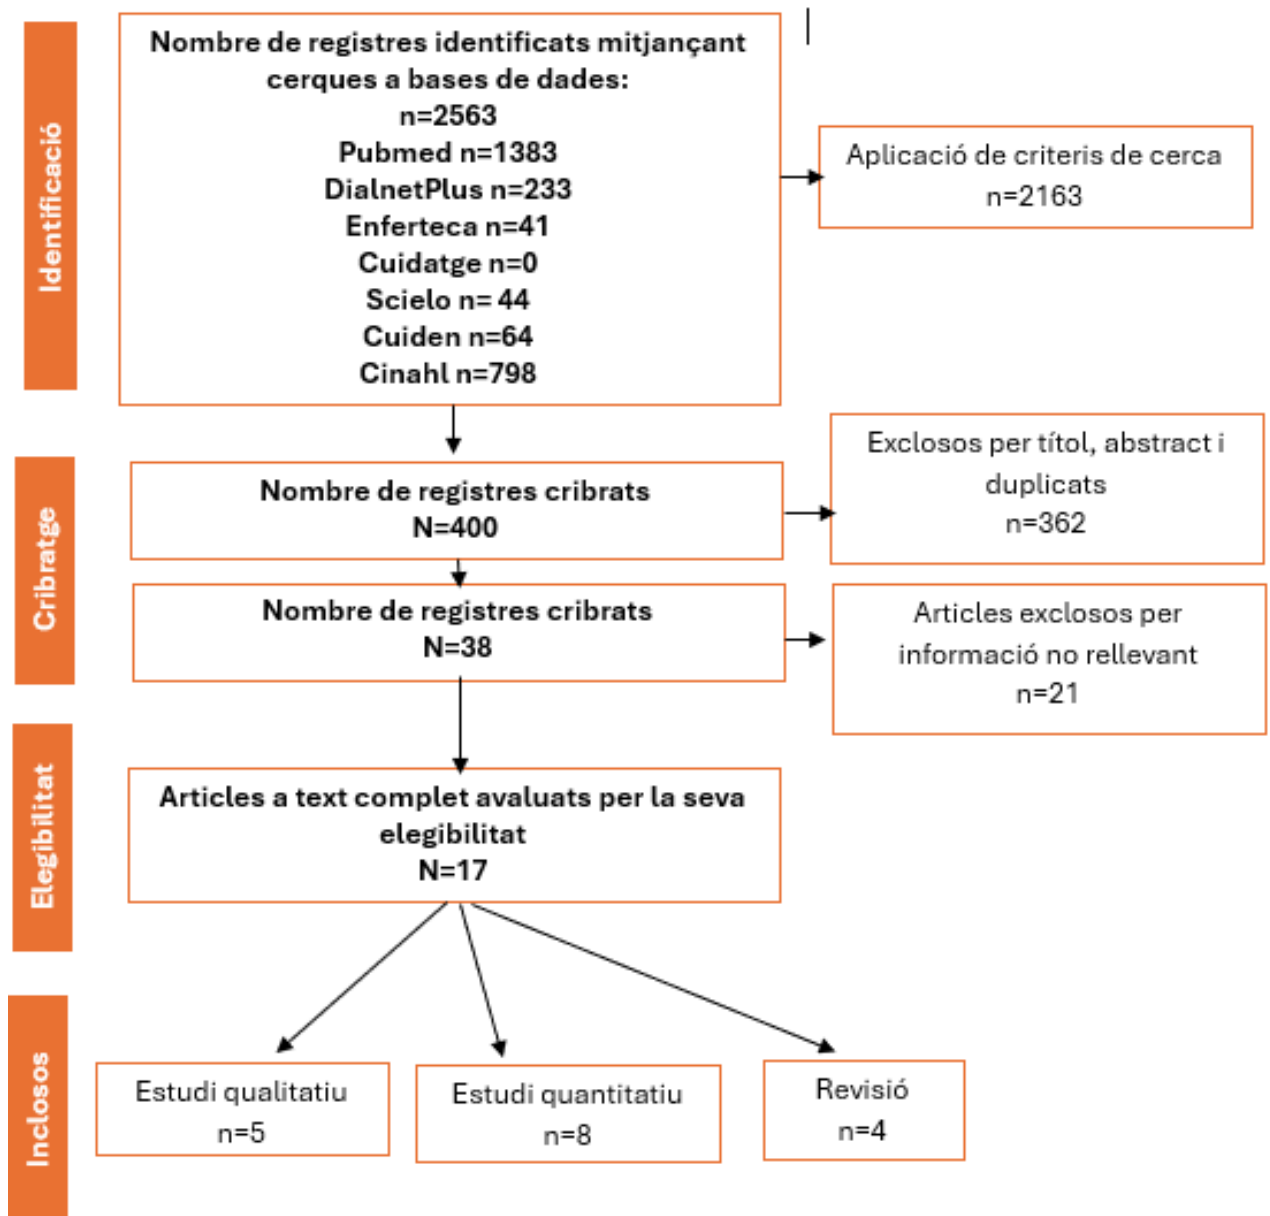 Identificació
Nombre de registres identificats mitjançant
cerques a bases de dades:
n=2563
Pubmed n=1383
DialnetPlus n=233
Enferteca n=41
Cuidatge n=0
Scielo n= 44
Cuiden n=64
Cinahl n=798
Aplicació de criteris de cerca
n=2163
Cribratge
Nombre de registres cribrats
N=400
Exclosos per títol, abstract i
duplicats
n=362
Nombre de registres cribrats
N=38
Articles exclosos per
informació no rellevant
n=21
Elegibilitat
Articles a text complet avaluats per la seva
elegibilitat
N=17
Inclosos
Estudi qualitatiu
n=5
Estudi quantitatiu
n=8
Revisió
n=4